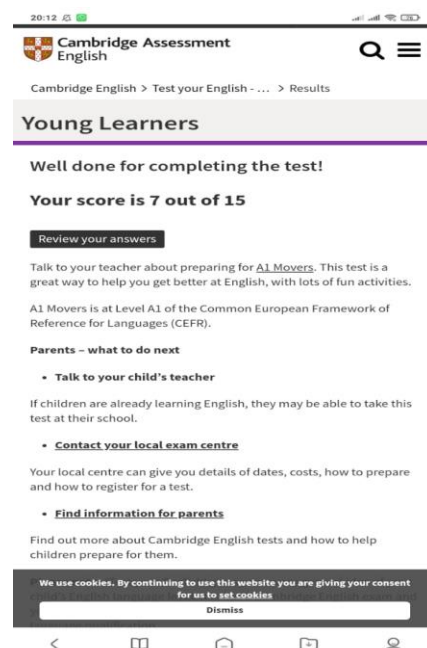 20:12
Cambridge Assessment
English
Cambridge English > Test your English - ... > Results
Young Learners
Well done for completing the test!
Your score is 7 out of 15
Review your answers
Talk to your teacher about preparing for A1 Movers. This test is a
great way to help you get better at English, with lots of fun activities.
A1 Movers is at Level A1 of the Common European Framework of
Reference for Languages (CEFR).
Parents – what to do next
• Talk to your child's teacher
If children are already learning English, they may be able to take this
test at their school.
• Contact your local exam centre
Your local centre can give you details of dates, costs, how to prepare
and how to register for a test.
• Find information for parents
Find out more about Cambridge English tests and how to help
children prepare for them.
We use cookies. By continuing to use this website you are giving your consent
for us to set cookies
Dismiss